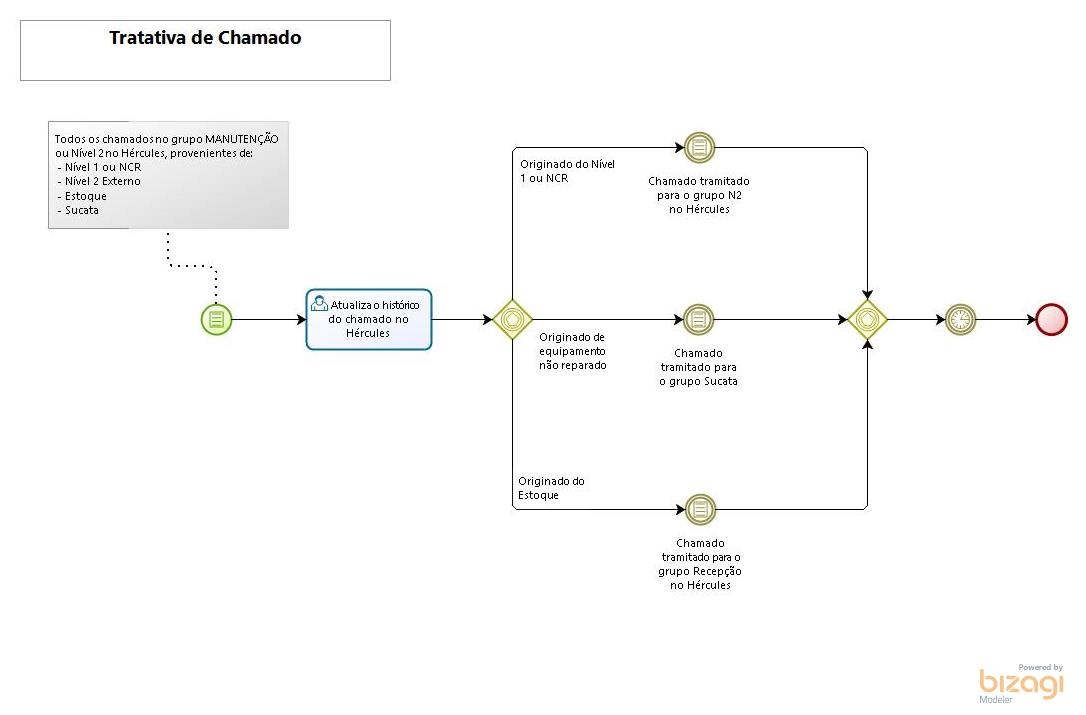 Tratativa de Chamado
Todos os chamados no grupo MANUTENÇÃO
ou Nível 2 no Hércules, provenientes de:
- Nível 1 ou NCR
- Nível 2 Externo
- Estoque
- Sucata
Atualiza o histórico
do chamado no
Hércules
Originado do Nível
1 ou NCR
Chamado tramitado
para o grupo N2
no Hércules
Originado de
equipamento
não reparado
Chamado
tramitado para
o grupo Sucata
Originado do
Estoque
Chamado
tramitado para o
grupo Recepção
no Hércules
Powered by
bizagi
Modeler